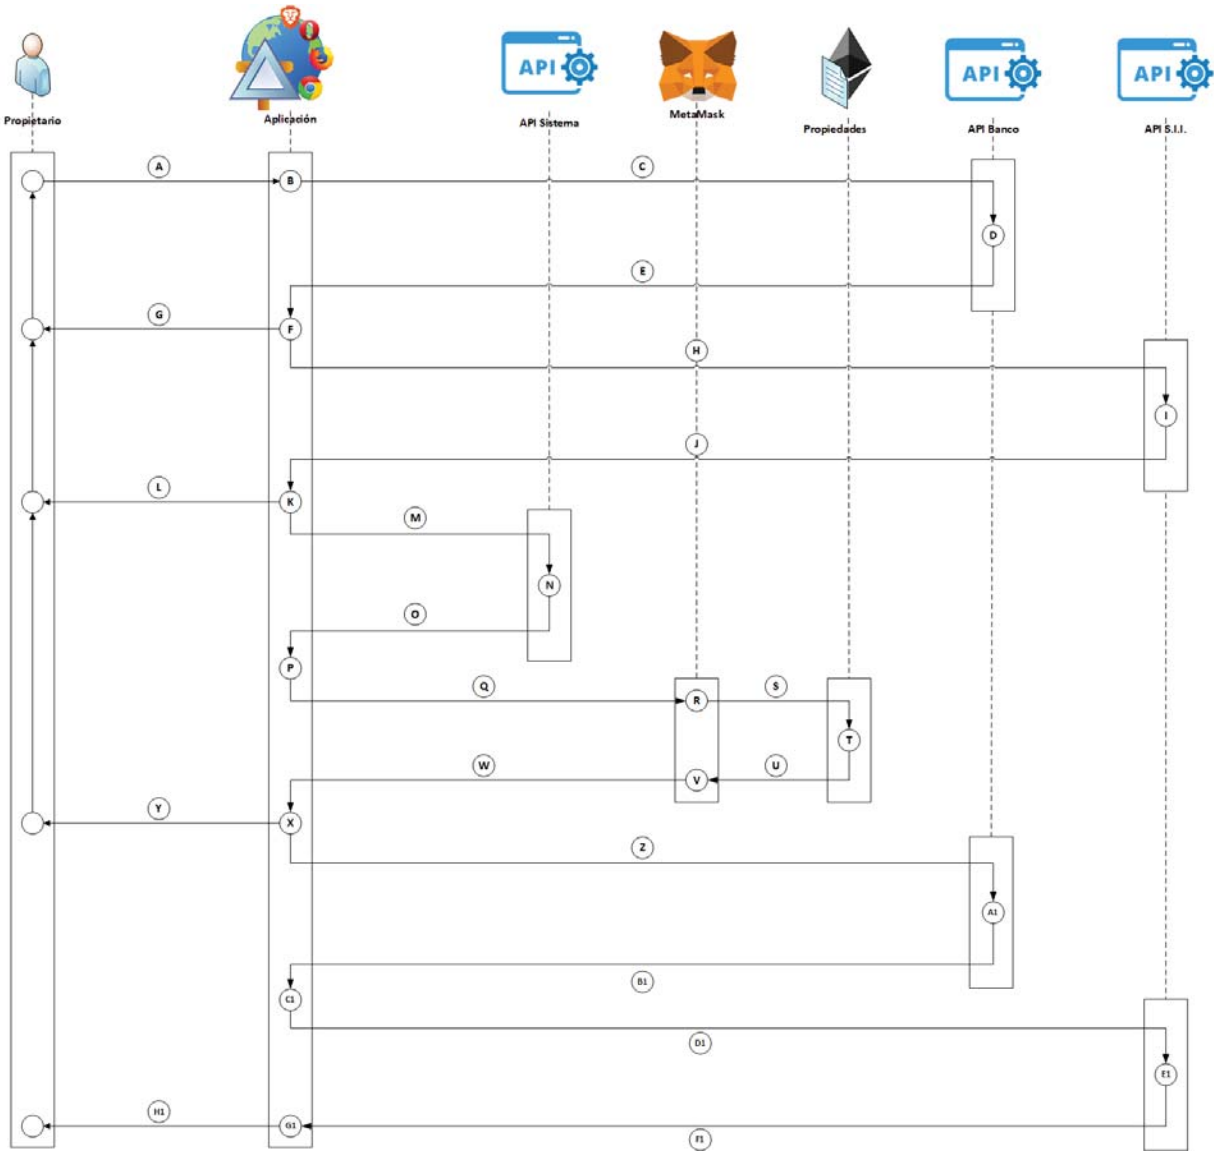 API
API
API
Propietario
Aplicación
API Sistema
MetaMask
Propiedades
API Banco
API S.I.I.
A
C
B
D
E
G
F
H
I
J
L
K
M
N
O
P
Q
S
R
T
W
U
V
Y
X
Z
A1
B1
C1
D1
E1
H1
G1
F1